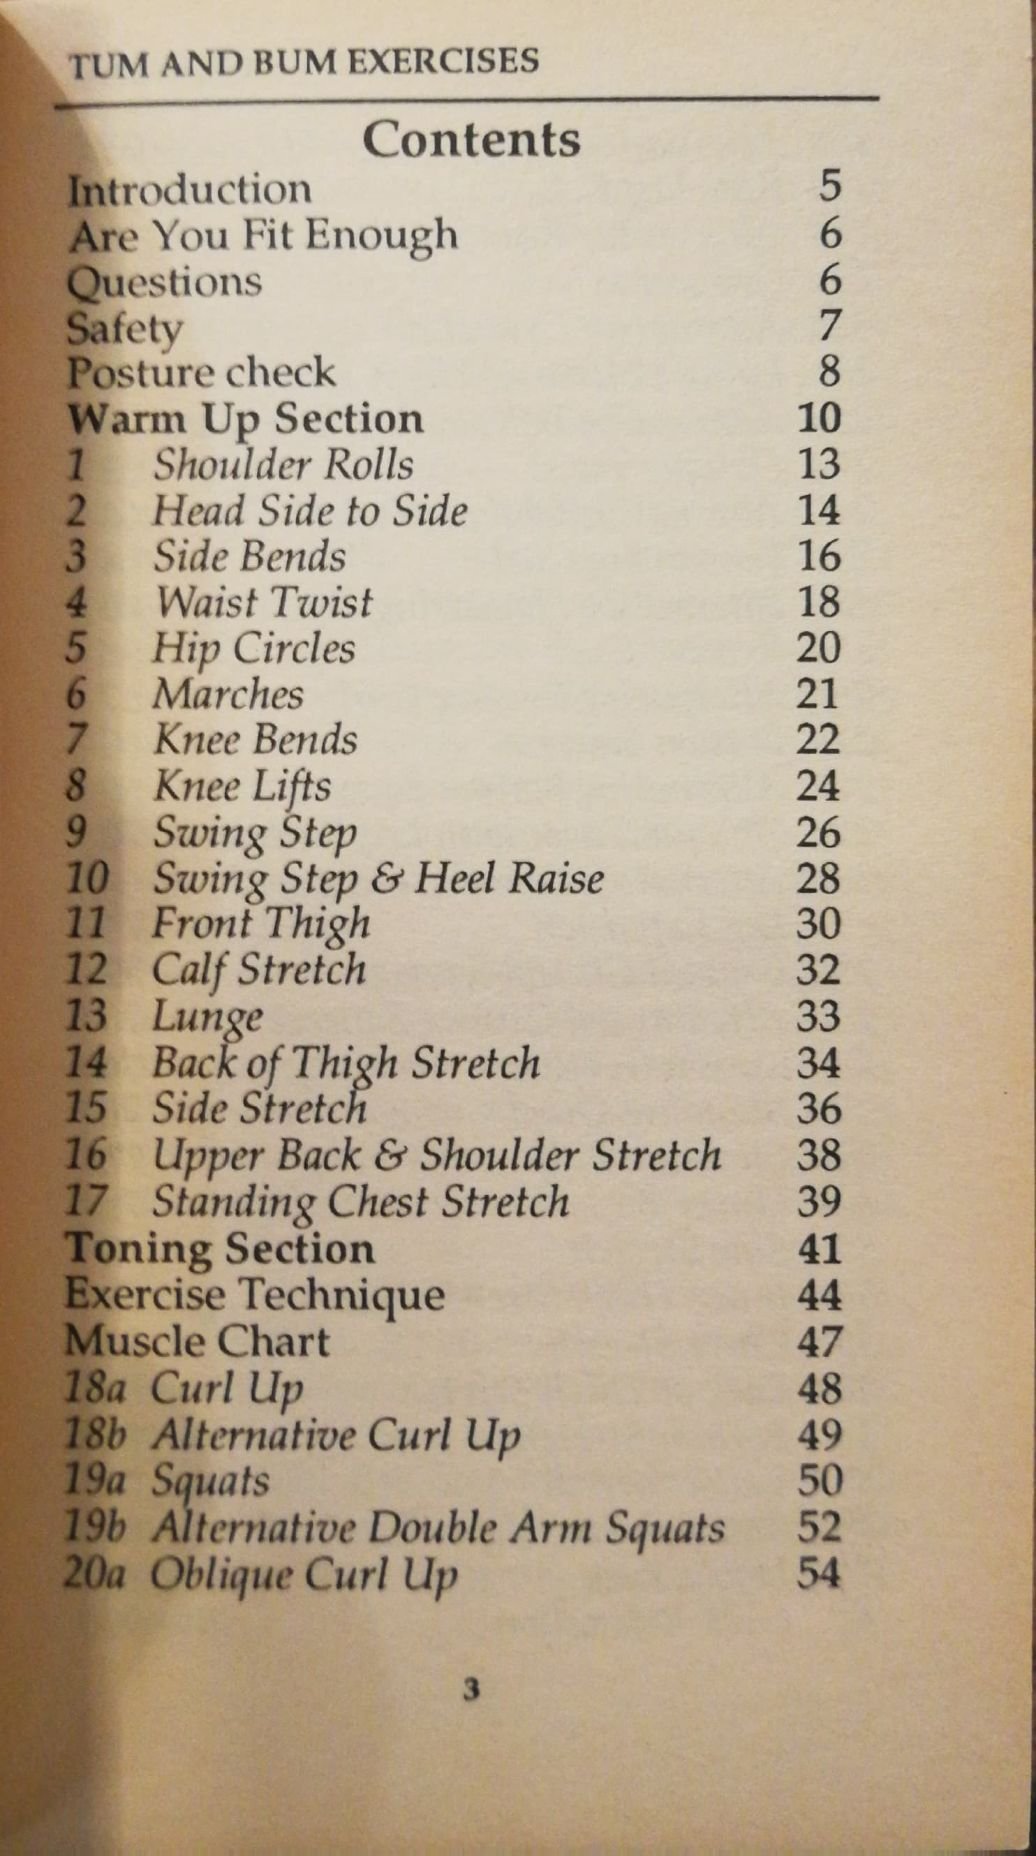 TUM AND BUM EXERCISES
Contents
Introduction 5
Are You Fit Enough 6
Questions 6
Safety 7
Posture check 8
Warm Up Section 10
1 Shoulder Rolls 13
2 Head Side to Side 14
3 Side Bends 16
4 Waist Twist 18
5 Hip Circles 20
6 Marches 21
7 Knee Bends 22
8 Knee Lifts 24
9 Swing Step 26
10 Swing Step & Heel Raise 28
11 Front Thigh 30
12 Calf Stretch 32
13 Lunge 33
14 Back of Thigh Stretch 34
15 Side Stretch 36
16 Upper Back & Shoulder Stretch 38
17 Standing Chest Stretch 39
Toning Section 41
Exercise Technique 44
Muscle Chart 47
18a Curl Up 48
18b Alternative Curl Up 49
19a Squats 50
19b Alternative Double Arm Squats 52
20a Oblique Curl Up 54
3